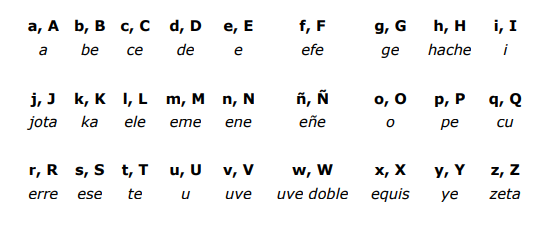 a, A b, B c, C d, D e, E f, F g, G h, H i, I
a be ce de e efe ge hache i
j, J k, K l, L m, M n, N ñ, Ñ o, O p, P q, Q
jota ka ele eme ene eñe o pe cu
r, R s, S t, T u, U v, V w, W x, X y, Y z, Z
erre ese te u uve uve doble equis ye zeta